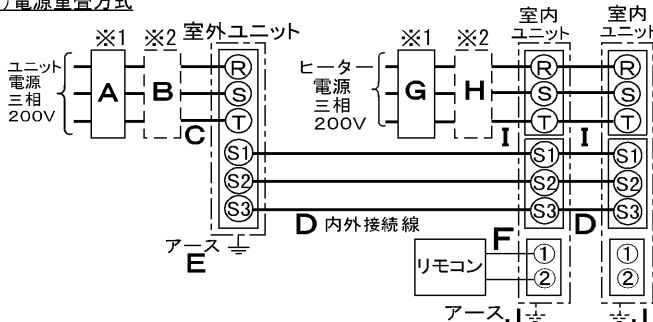 )電源重畳方式
※1 ※2 室外ユニット
ユニット
電源
三相
200V
A
B
C
R
S
T
S1
S2
S3
アース
E
※1 ※2
ヒーター
電源
三相
200V
G
H
I
室内
ユニット
R
S
T
S1
S2
S3
I
室内
ユニット
R
S
T
S1
S2
S3
D 内外接続線
D
リモコン
F
①
②
①
②
アース
J
J